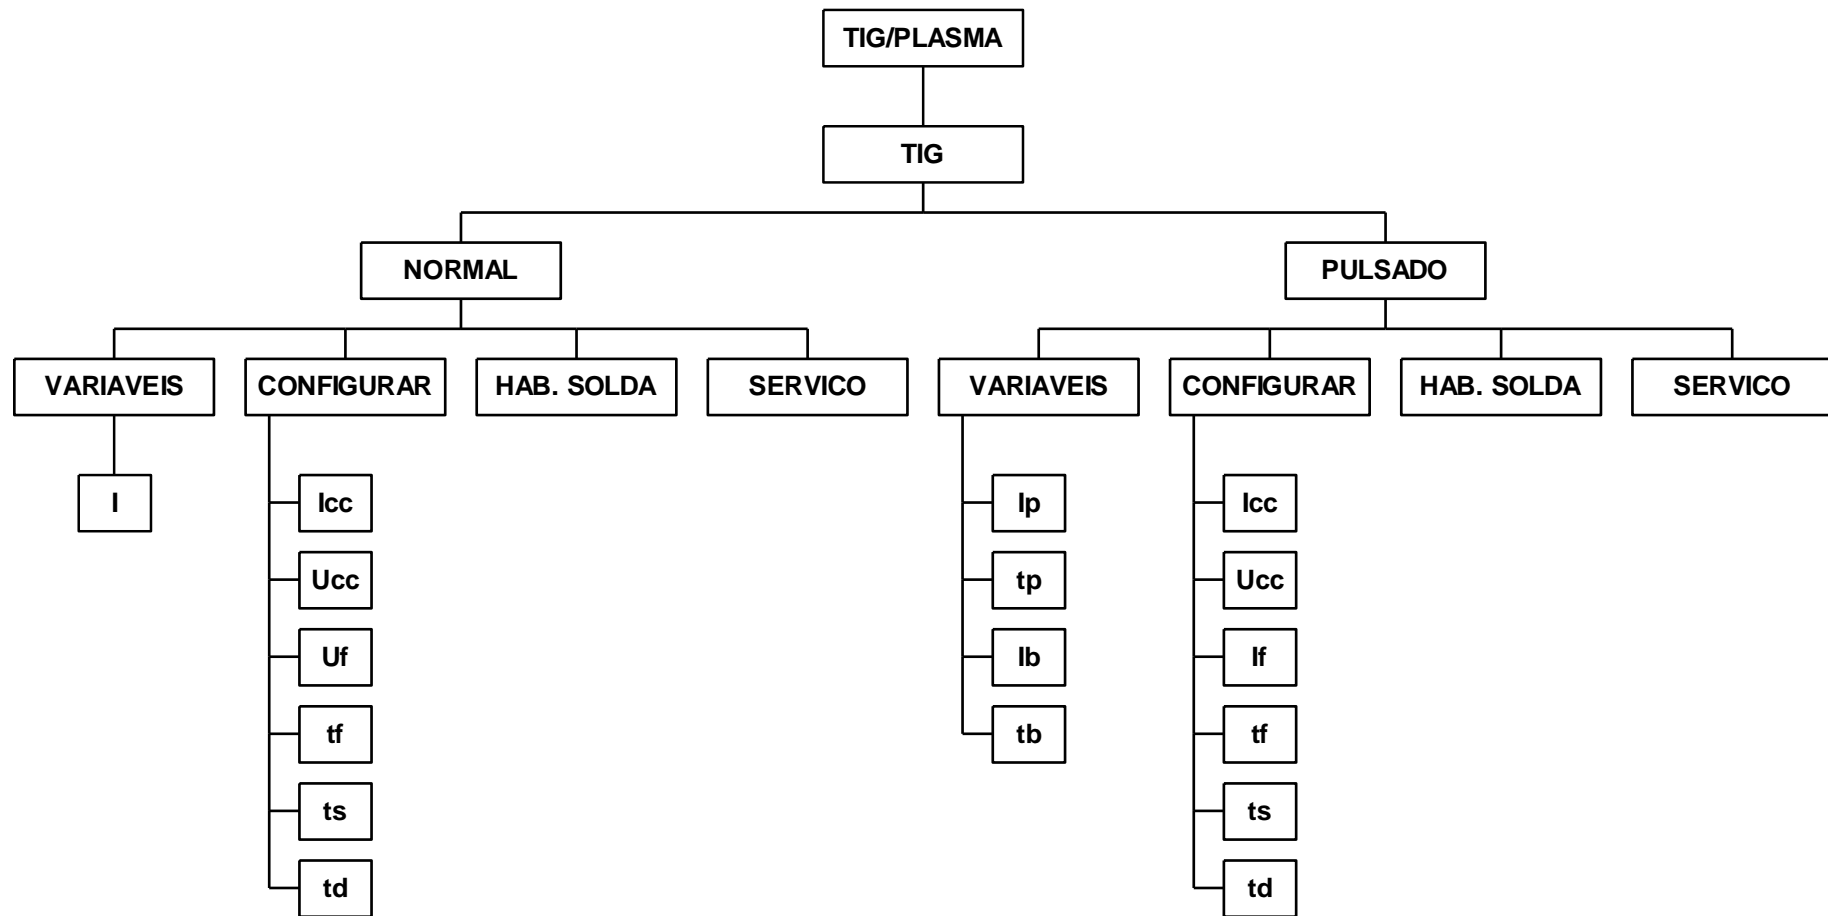 TIG/PLASMA
TIG
NORMAL
PULSADO
VARIAVEIS
CONFIGURAR
HAB. SOLDA
SERVICO
VARIAVEIS
CONFIGURAR
HAB. SOLDA
SERVICO
I
Icc
Ucc
Uf
tf
ts
td
Ip
tp
Ib
tb
Icc
Ucc
If
tf
ts
td